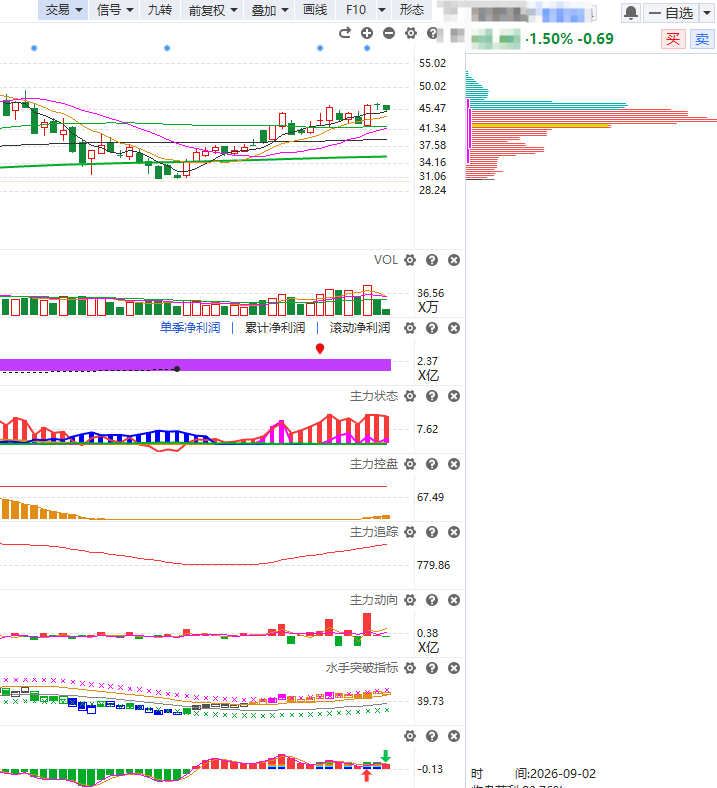 交易 信号 九转 前复权 叠加 画线 F10 形态
一 自选
-1.50% -0.69 买 卖
55.02
50.02
45.47
41.34
37.58
34.16
31.06
28.24
VOL
36.56
X万
单季净利润 | 累计净利润 | 滚动净利润
2.37
X亿
主力状态
7.62
主力控盘
67.49
主力追踪
779.86
主力动向
0.38
X亿
水手突破指标
39.73
-0.13
时 间:2026-09-02